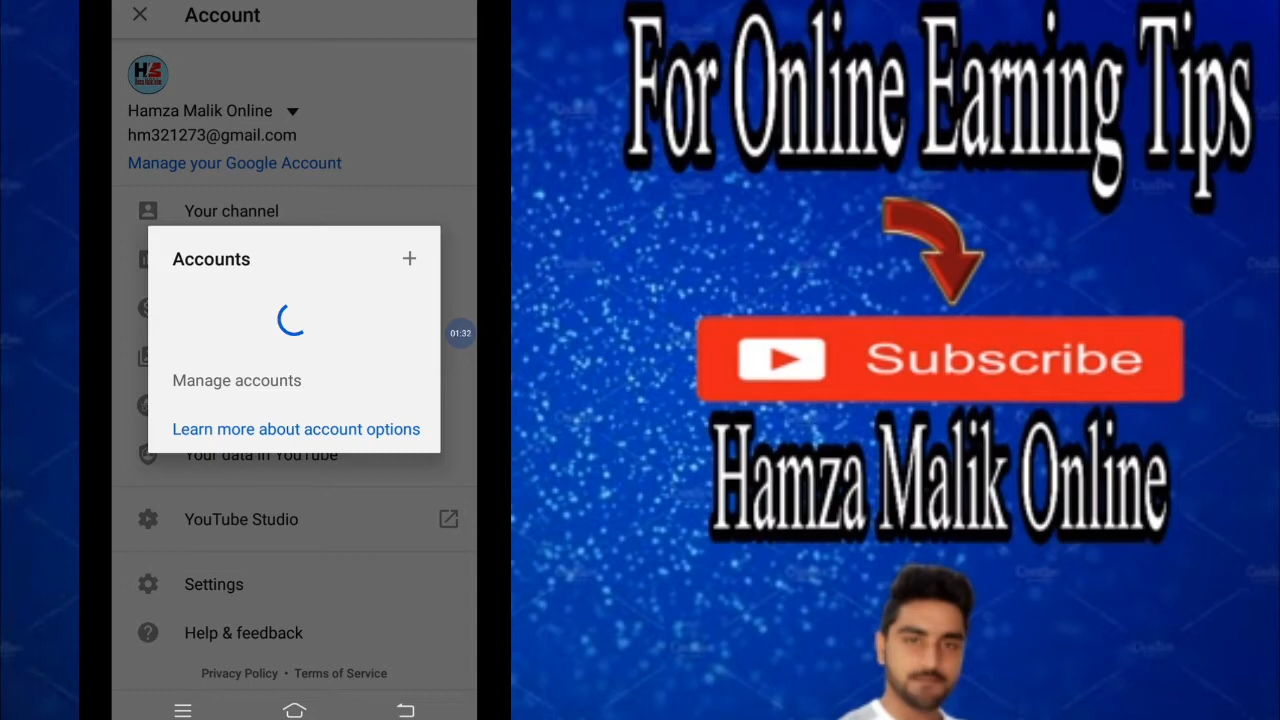 Account
Hamza Malik Online
hm321273@gmail.com
Manage your Google Account
Your channel
Accounts
01:32
Manage accounts
Learn more about account options
Your data in YouTube
YouTube Studio
Settings
Help & feedback
Privacy Policy • Terms of Service
For Online Earning Tips
Subscribe
Hamza Malik Online